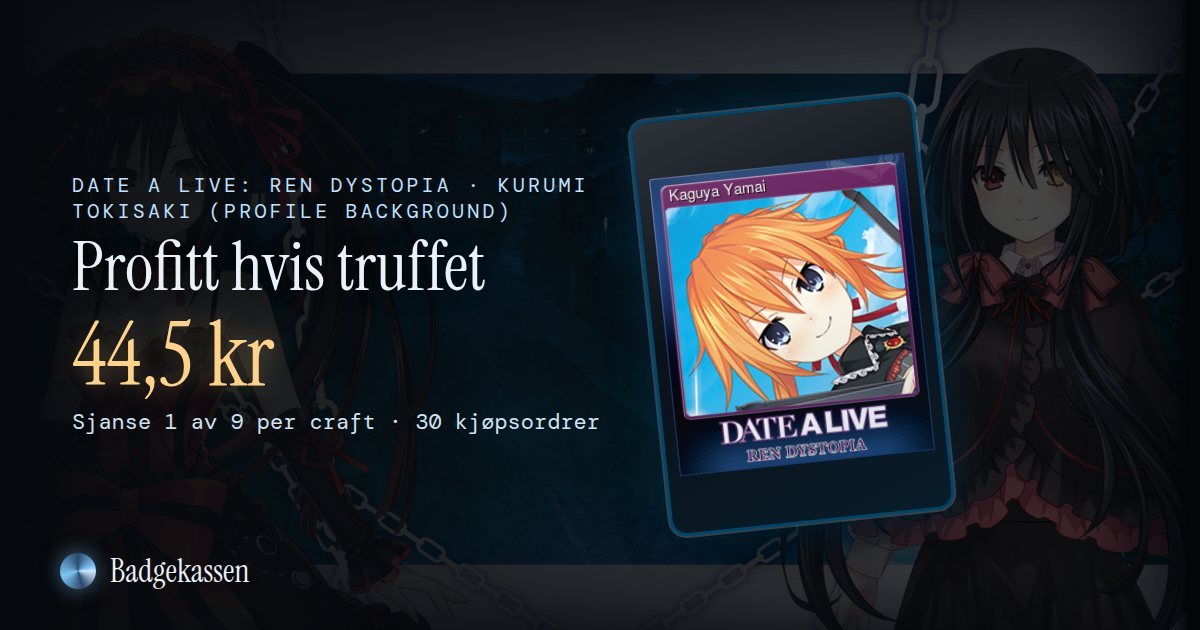 DATE A LIVE: REN DYSTOPIA · KURUMI
TOKISAKI (PROFILE BACKGROUND)
Profitt hvis truffet
44,5 kr
Sjanse 1 av 9 per craft · 30 kjøpsordrer
Badgekassen
Kaguya Yamai
DATE A LIVE
REN DYSTOPIA